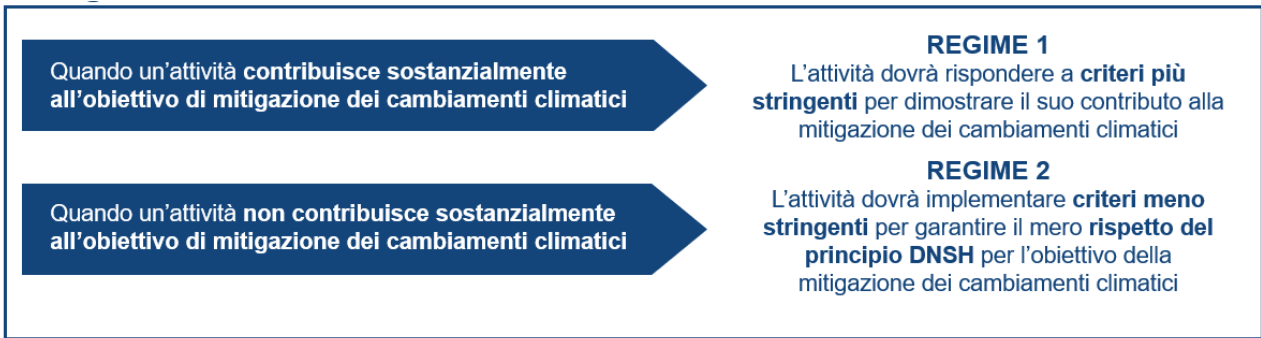 Quando un'attività contribuisce sostanzialmente
all'obiettivo di mitigazione dei cambiamenti climatici
REGIME 1
L'attività dovrà rispondere a criteri più
stringenti per dimostrare il suo contributo alla
mitigazione dei cambiamenti climatici
Quando un'attività non contribuisce sostanzialmente
all'obiettivo di mitigazione dei cambiamenti climatici
REGIME 2
L'attività dovrà implementare criteri meno
stringenti per garantire il mero rispetto del
principio DNSH per l'obiettivo della
mitigazione dei cambiamenti climatici